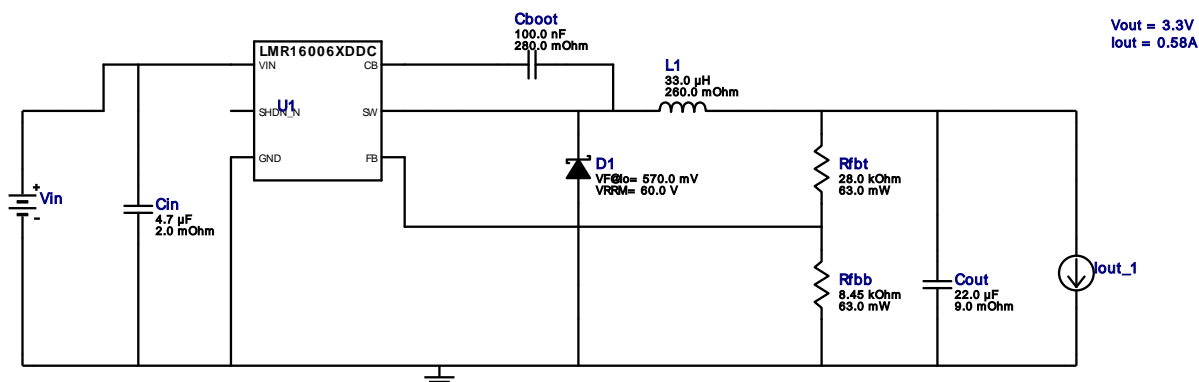 Cboot
100.0 nF
280.0 mOhm
Vout = 3.3V
Iout = 0.58A
LMR16006XDDC
VIN
CB
L1
33.0 µH
260.0 mOhm
SHDN_N
U1
SW
GND
FB
D1
VF@Io= 570.0 mV
VRRM= 60.0 V
Rfbt
28.0 kOhm
63.0 mW
+
Vin
-
Cin
4.7 µF
2.0 mOhm
Rfbb
8.45 kOhm
63.0 mW
Cout
22.0 µF
9.0 mOhm
Iout_1